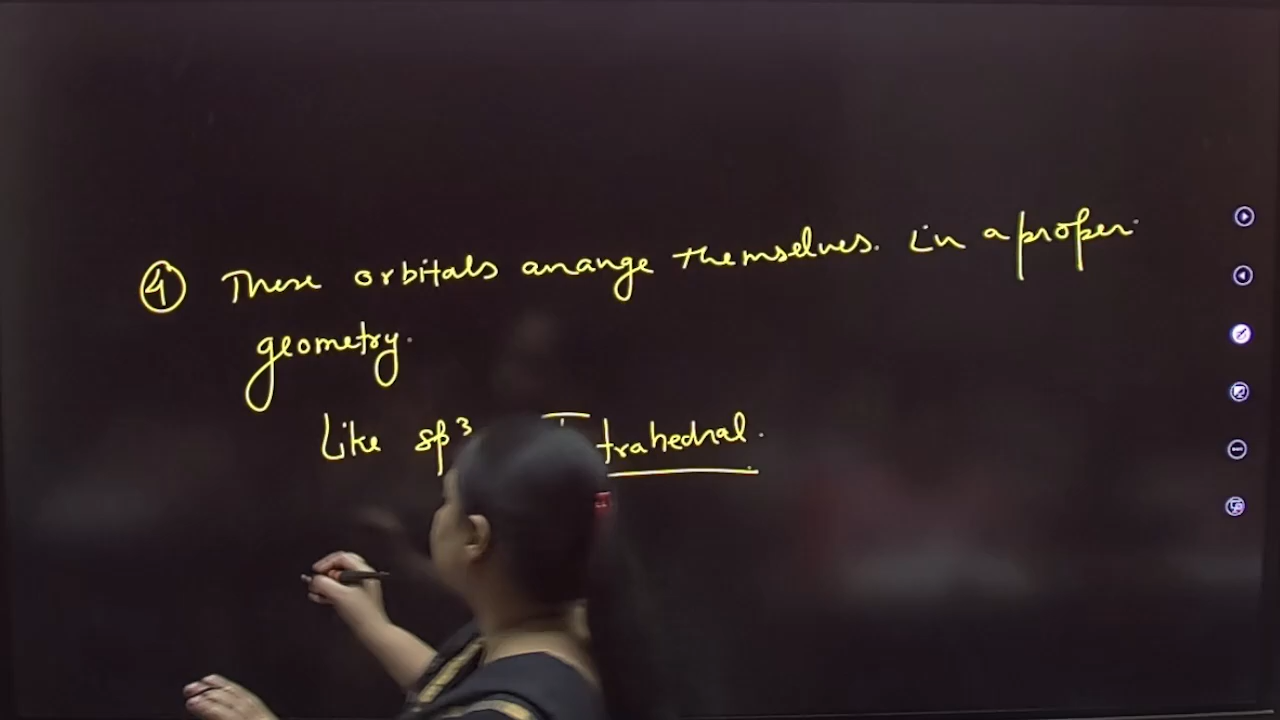 ④ These orbitals arrange themselves. in a proper.
geometry.
Like sp³ trahedral.